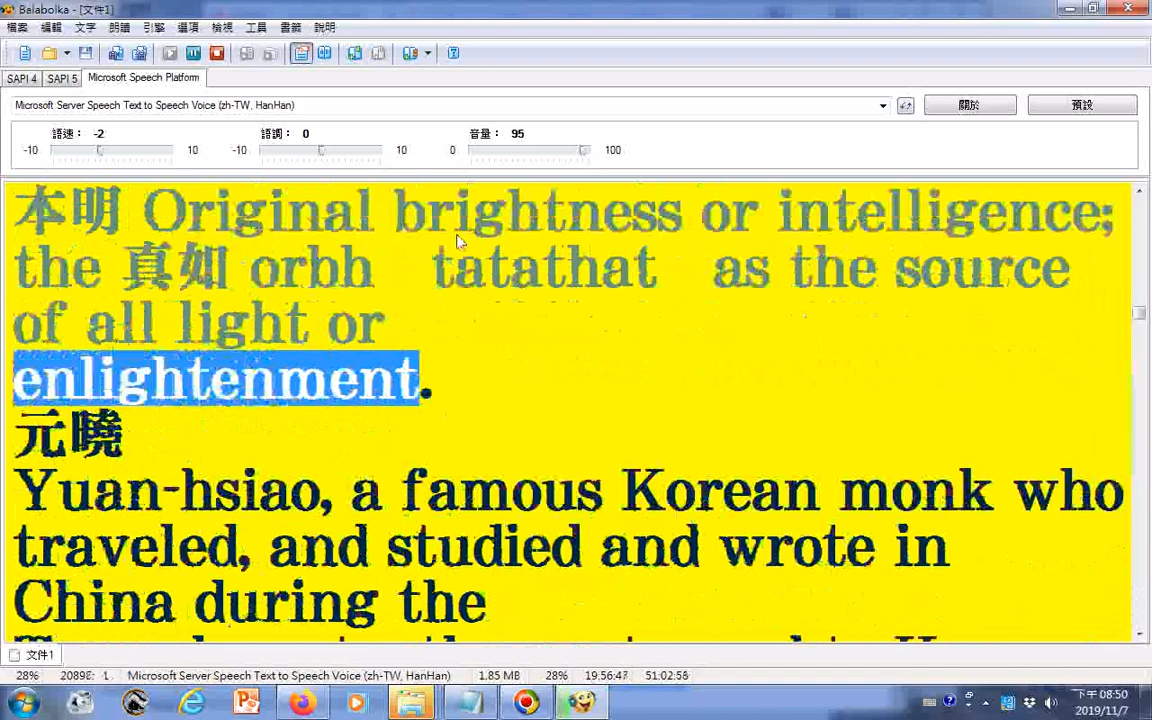 Balabolka - [文件1]
檔案 編輯 文字 朗讀 引擎 選項 檢視 工具 書籤 說明
SAPI 4 SAPI 5 Microsoft Speech Platform
Microsoft Server Speech Text to Speech Voice (zh-TW, HanHan) 關於 預設
語速： -2 語調： 0 音量： 95
-10 10 -10 10 0 100
本明 Original brightness or intelligence;
the 真如 orbh tatathat as the source
of all light or
enlightenment.
元曉
Yuan-hsiao, a famous Korean monk who
traveled, and studied and wrote in
China during the
文件1
28% Microsoft Server Speech Text to Speech Voice (zh-TW, HanHan) 1.85 MB 28% 19:56:47 51:02:58
下午 08:50
2019/11/7